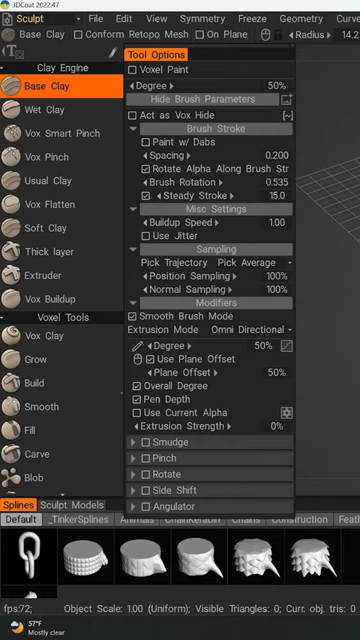 3DCoat 2022.47
Sculpt File Edit View Symmetry Freeze Geometry
Base Clay Conform Retopo Mesh On Plane Radius 14.2
T
Tool Options
Clay Engine
Base Clay
Wet Clay
Vox Smart Pinch
Vox Pinch
Usual Clay
Vox Flatten
Soft Clay
Thick layer
Extruder
Vox Buildup
Voxel Tools
Vox Clay
Grow
Build
Smooth
Fill
Carve
Blob
Voxel Paint
Degree 50%
Hide Brush Parameters
Act as Vox Hide [~]
Brush Stroke
Paint w/ Dabs
Spacing 0.200
Rotate Alpha Along Brush Str
Brush Rotation 0.535
Steady Stroke 15.0
Misc Settings
Buildup Speed 1.00
Use Jitter
Sampling
Pick Trajectory Pick Average
Position Sampling 100%
Normal Sampling 100%
Modifiers
Smooth Brush Mode
Extrusion Mode Omni Directional
Degree 50%
Use Plane Offset
Plane Offset 50%
Overall Degree
Pen Depth
Use Current Alpha
Extrusion Strength 0%
Smudge
Pinch
Rotate
Side Shift
Angulator
Splines Sculpt Models
Default _TinkerSplines Animals ChainKerabin Chains Construction Feath
fps:72; Object Scale: 1.00 (Uniform); Visible Triangles: 0; Curr. obj. tris: 0
57°F
Mostly clear